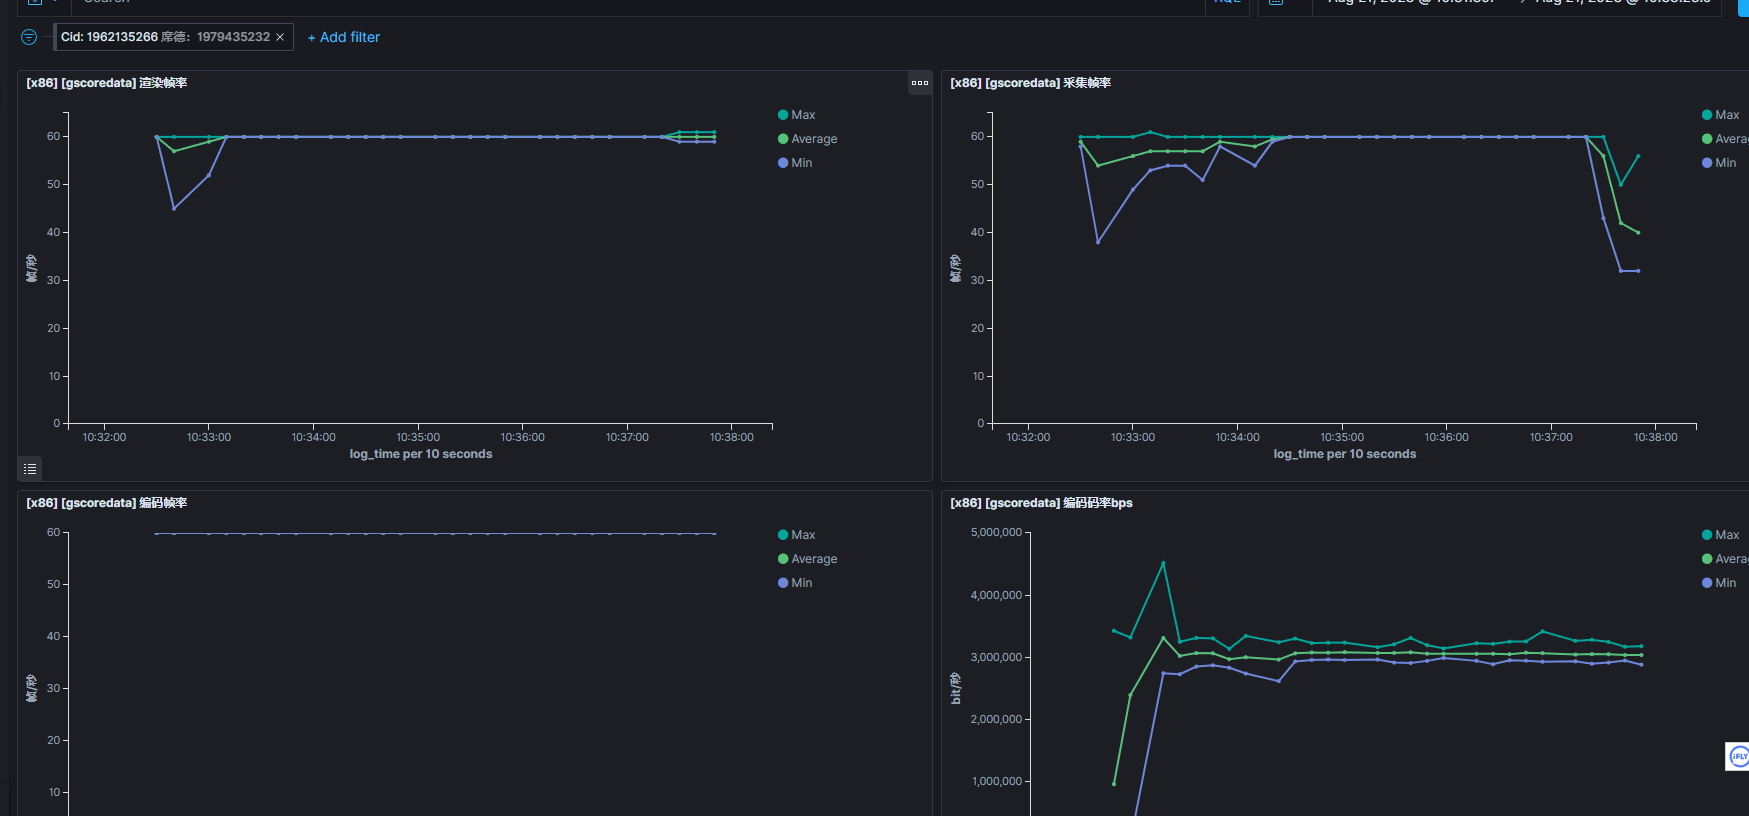 Cid: 1962135266 席德：1979435232 ×
+ Add filter
[x86] [gscoredata] 渲染帧率
60
50
40
30
20
10
0
帧/秒
10:32:00 10:33:00 10:34:00 10:35:00 10:36:00 10:37:00 10:38:00
log_time per 10 seconds
Max
Average
Min
[x86] [gscoredata] 采集帧率
60
50
40
30
20
10
0
帧/秒
10:32:00 10:33:00 10:34:00 10:35:00 10:36:00 10:37:00 10:38:00
log_time per 10 seconds
Max
Avera
Min
[x86] [gscoredata] 编码帧率
60
50
40
30
20
10
帧/秒
Max
Average
Min
[x86] [gscoredata] 编码码率bps
5,000,000
4,000,000
3,000,000
2,000,000
1,000,000
bit/秒
Max
Avera
Min
iFLY